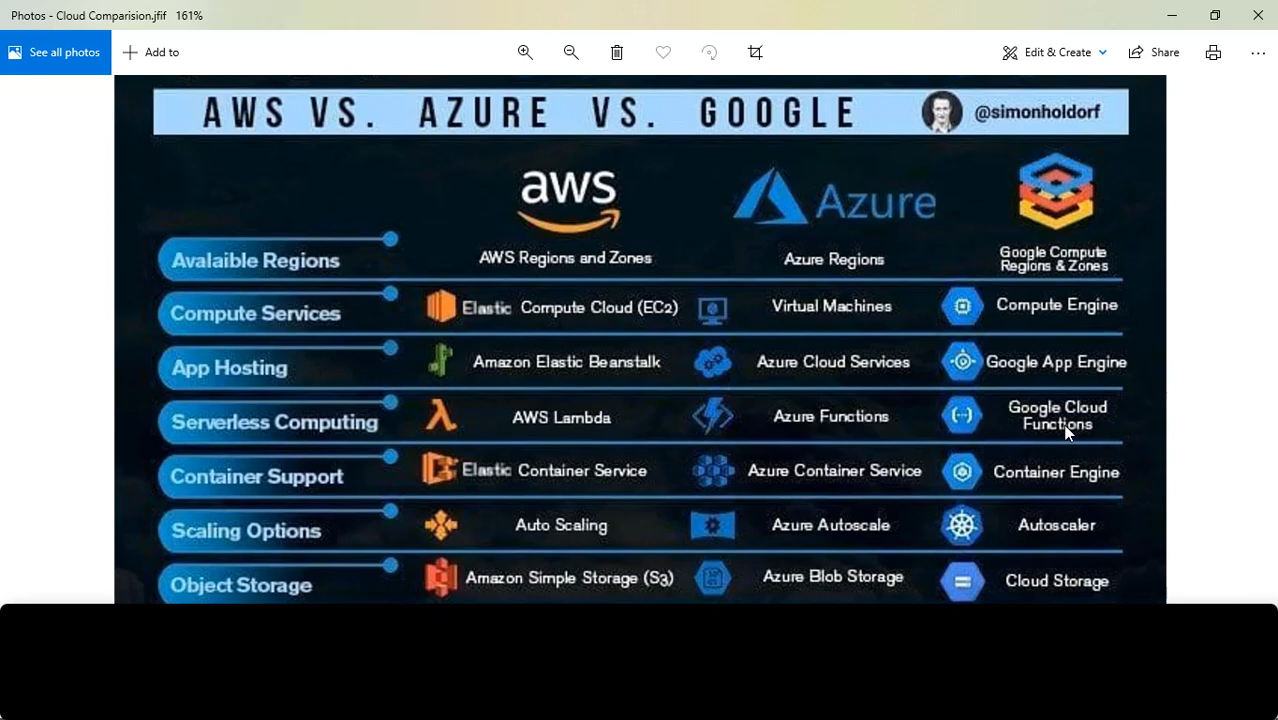 Photos - Cloud Comparision.jfif 161%
See all photos
Add to
Edit & Create
Share
AWS VS. AZURE VS. GOOGLE
@simonholdorf
aws
Azure
Avalaible Regions
AWS Regions and Zones
Azure Regions
Google Compute
Regions & Zones
Compute Services
Elastic Compute Cloud (EC2)
Virtual Machines
Compute Engine
App Hosting
Amazon Elastic Beanstalk
Azure Cloud Services
Google App Engine
Serverless Computing
AWS Lambda
Azure Functions
Google Cloud
Functions
Container Support
Elastic Container Service
Azure Container Service
Container Engine
Scaling Options
Auto Scaling
Azure Autoscale
Autoscaler
Object Storage
Amazon Simple Storage (S3)
Azure Blob Storage
Cloud Storage